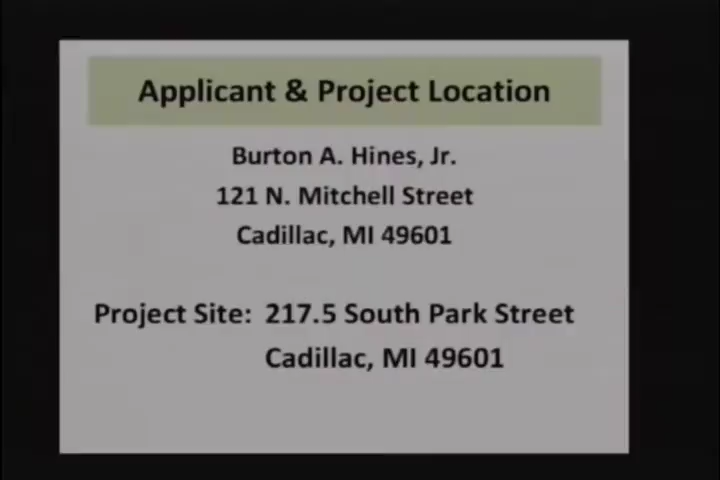 Applicant & Project Location
Burton A. Hines, Jr.
121 N. Mitchell Street
Cadillac, MI 49601
Project Site: 217.5 South Park Street
Cadillac, MI 49601